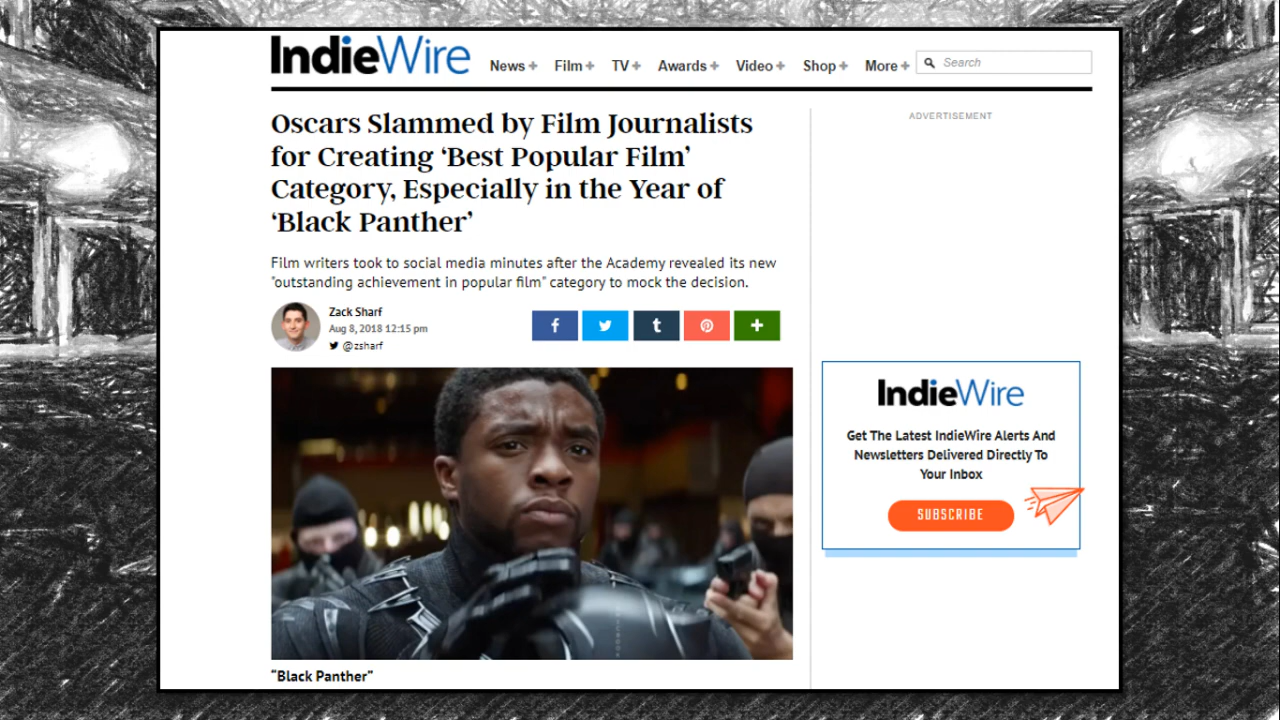 IndieWire
News + Film + TV + Awards + Video + Shop + More + Search
Oscars Slammed by Film Journalists
for Creating ‘Best Popular Film’
Category, Especially in the Year of
‘Black Panther’
Film writers took to social media minutes after the Academy revealed its new
"outstanding achievement in popular film" category to mock the decision.
Zack Sharf
Aug 8, 2018 12:15 pm
@zsharf
f t +
“Black Panther”
ADVERTISEMENT
IndieWire
Get The Latest IndieWire Alerts And
Newsletters Delivered Directly To
Your Inbox
SUBSCRIBE